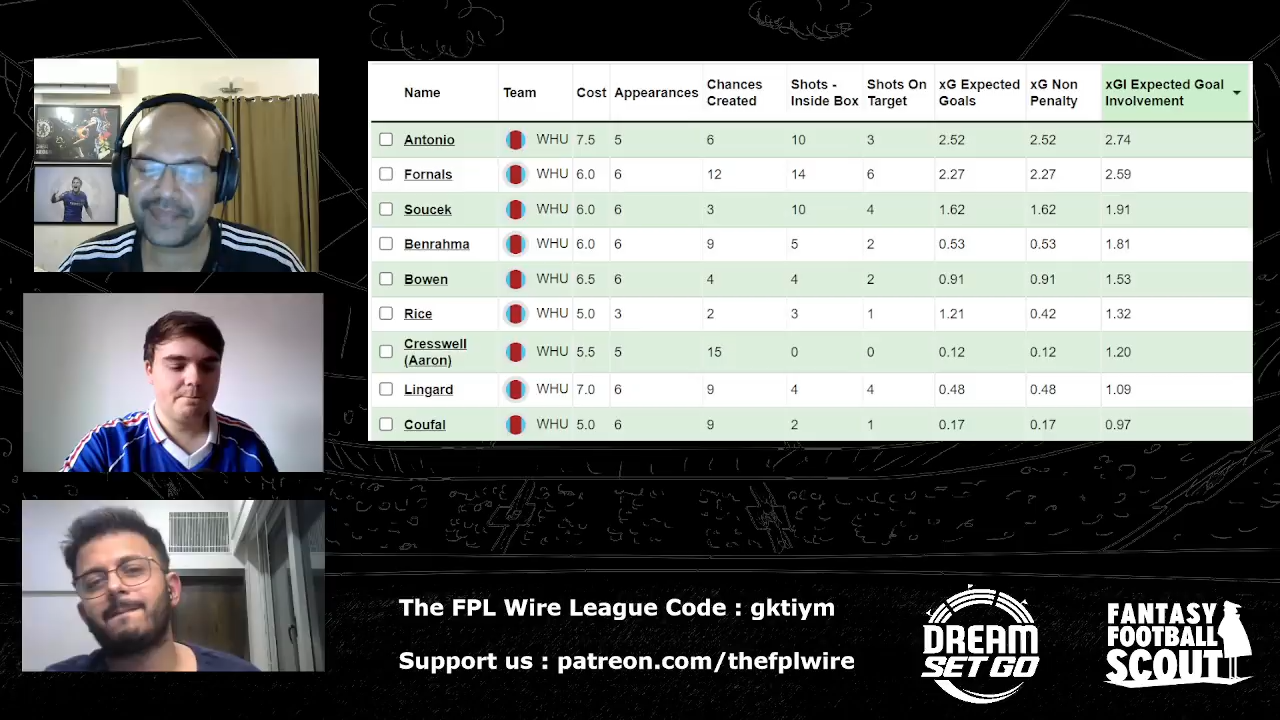 Name Team Cost Appearances Chances Created Shots - Inside Box Shots On Target xG Expected Goals xG Non Penalty xGI Expected Goal Involvement
Antonio WHU 7.5 5 6 10 3 2.52 2.52 2.74
Fornals WHU 6.0 6 12 14 6 2.27 2.27 2.59
Soucek WHU 6.0 6 3 10 4 1.62 1.62 1.91
Benrahma WHU 6.0 6 9 5 2 0.53 0.53 1.81
Bowen WHU 6.5 6 4 4 2 0.91 0.91 1.53
Rice WHU 5.0 3 2 3 1 1.21 0.42 1.32
Cresswell (Aaron) WHU 5.5 5 15 0 0 0.12 0.12 1.20
Lingard WHU 7.0 6 9 4 4 0.48 0.48 1.09
Coufal WHU 5.0 6 9 2 1 0.17 0.17 0.97
The FPL Wire League Code : gktiym
Support us : patreon.com/thefplwire
DREAM
SET GO
FANTASY
FOOTBALL
SCOUT